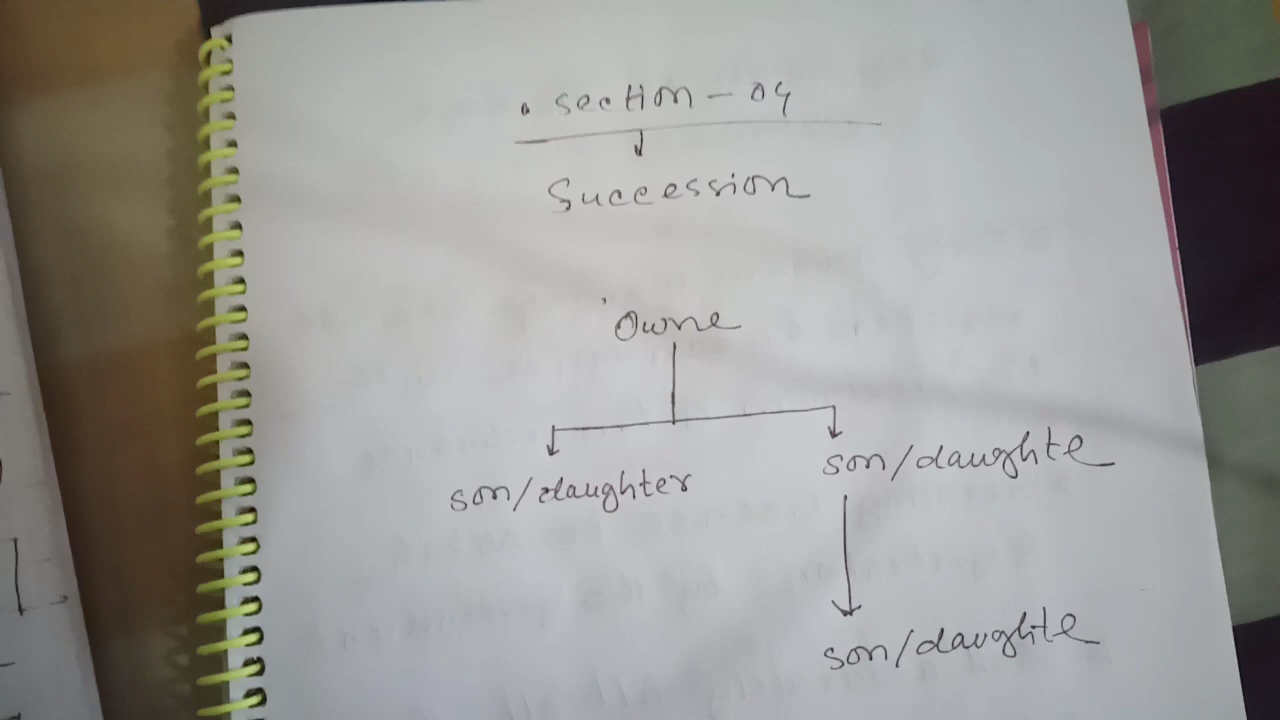 • Section - 04
Succession
Owne
son/daughter
son/daughte
son/daughte